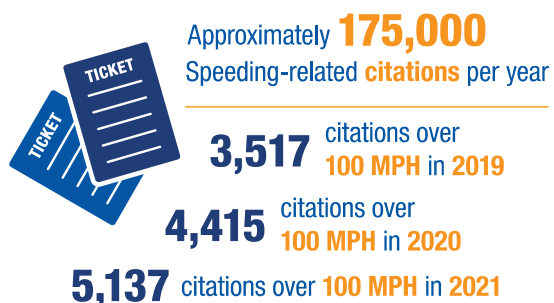 TICKET
TICKET
Approximately 175,000
Speeding-related citations per year
3,517 citations over
100 MPH in 2019
4,415 citations over
100 MPH in 2020
5,137 citations over 100 MPH in 2021